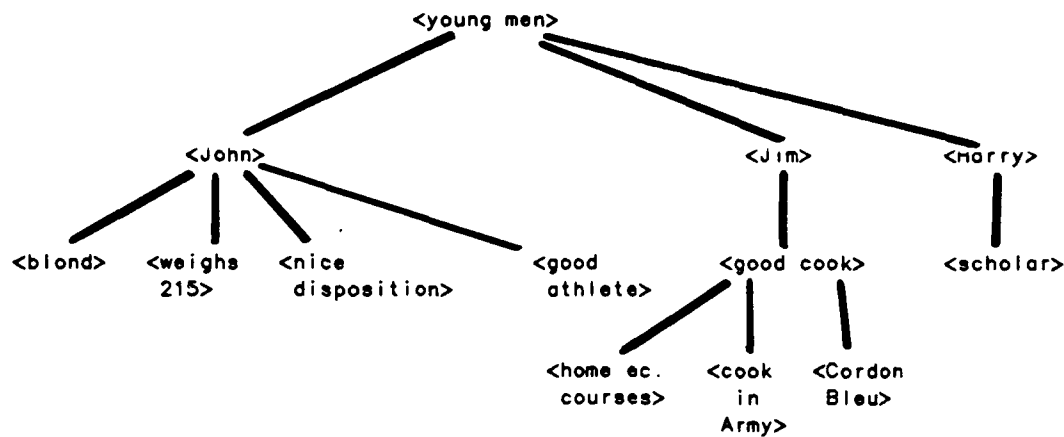 <young men>
<John> <Jim> <Harry>
<blond> <weighs <nice <good <good cook> <scholar>
215> disposition> athlete>
<home ec. <cook <Cordon
courses> in Bleu>
Army>